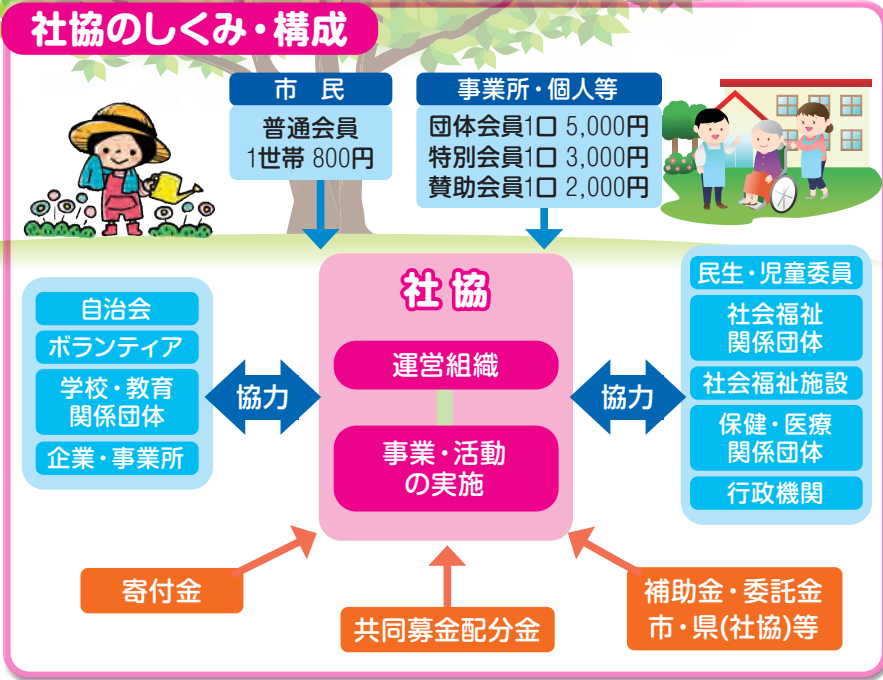 社協のしくみ・構成
市 民
普通会員
1世帯 800円
事業所・個人等
団体会員1口 5,000円
特別会員1口 3,000円
賛助会員1口 2,000円
自治会
ボランティア
学校・教育
関係団体
企業・事業所
協力
社協
運営組織
事業・活動
の実施
協力
民生・児童委員
社会福祉
関係団体
社会福祉施設
保健・医療
関係団体
行政機関
寄付金
共同募金配分金
補助金・委託金
市・県(社協)等